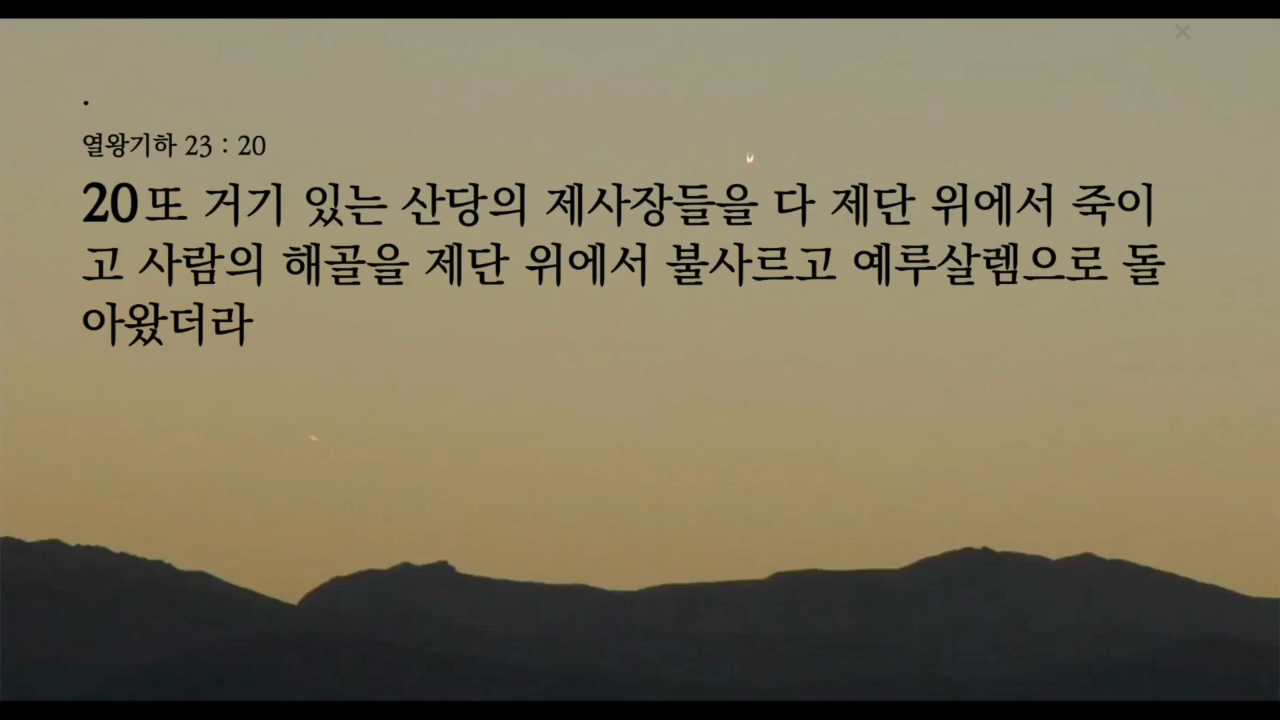 .
열왕기하 23 : 20
20 또 거기 있는 산당의 제사장들을 다 제단 위에서 죽이
고 사람의 해골을 제단 위에서 불사르고 예루살렘으로 돌
아왔더라